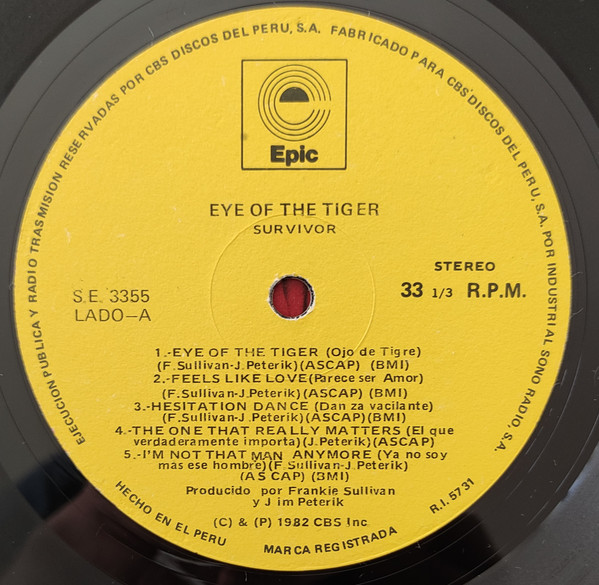 EJECUCION PUBLICA Y RADIO TRASMISION RESERVADAS POR CBS DISCOS DEL PERU, S.A. FABRICADO PARA CBS DISCOS DEL PERU, S.A. POR INDUSTRIAL SONO RADIO, S.A.
Epic
EYE OF THE TIGER
SURVIVOR
STEREO
S.E. 3355
33 1/3 R.P.M.
LADO-A
1.-EYE OF THE TIGER (Ojo de Tigre)
(F.Sullivan-J.Peterik)(ASCAP) (BMI)
2.-FEELS LIKE LOVE(Parece ser Amor)
(F.Sullivan-J.Peterik)(ASCAP)(BMI)
3.-HESITATION DANCE (Dan za vacilante)
(F.Sullivan-J.Peterik)(ASCAP)(BMI)
4.-THE ONE THAT REALLY MATTERS (El que
verdaderamente importa)(J.Peterik)(ASCAP)
5.-I'M NOT THAT MAN ANYMORE (Ya no soy
más ese hombre)(F.Sullivan-J.Peterik)
(AS CAP) (BMI)
Producido por Frankie Sullivan
y J im Peterik
(C) & (P) 1982 CBS Inc
HECHO EN EL PERU
MARCA REGISTRADA
R.I. 5731